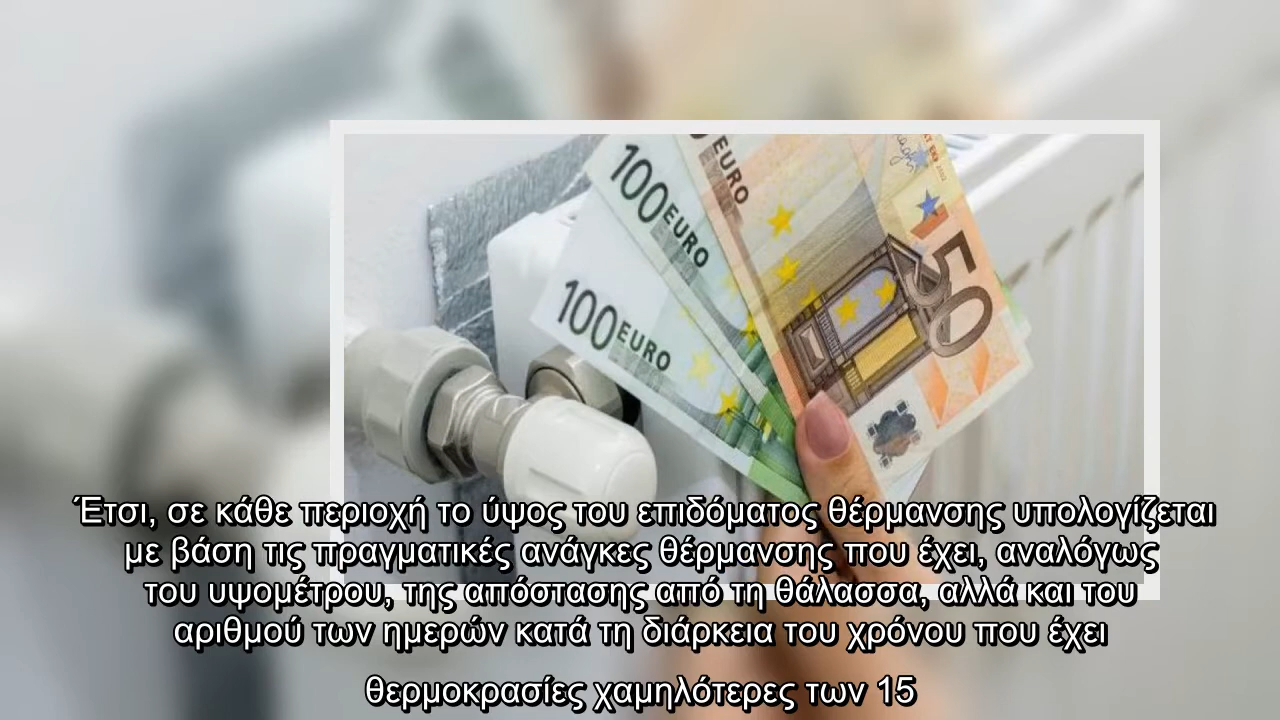 100 EURO
100 EURO
EURO
50
Έτσι, σε κάθε περιοχή το ύψος του επιδόματος θέρμανσης υπολογίζεται
με βάση τις πραγματικές ανάγκες θέρμανσης που έχει, αναλόγως
του υψομέτρου, της απόστασης από τη θάλασσα, αλλά και του
αριθμού των ημερών κατά τη διάρκεια του χρόνου που έχει
θερμοκρασίες χαμηλότερες των 15